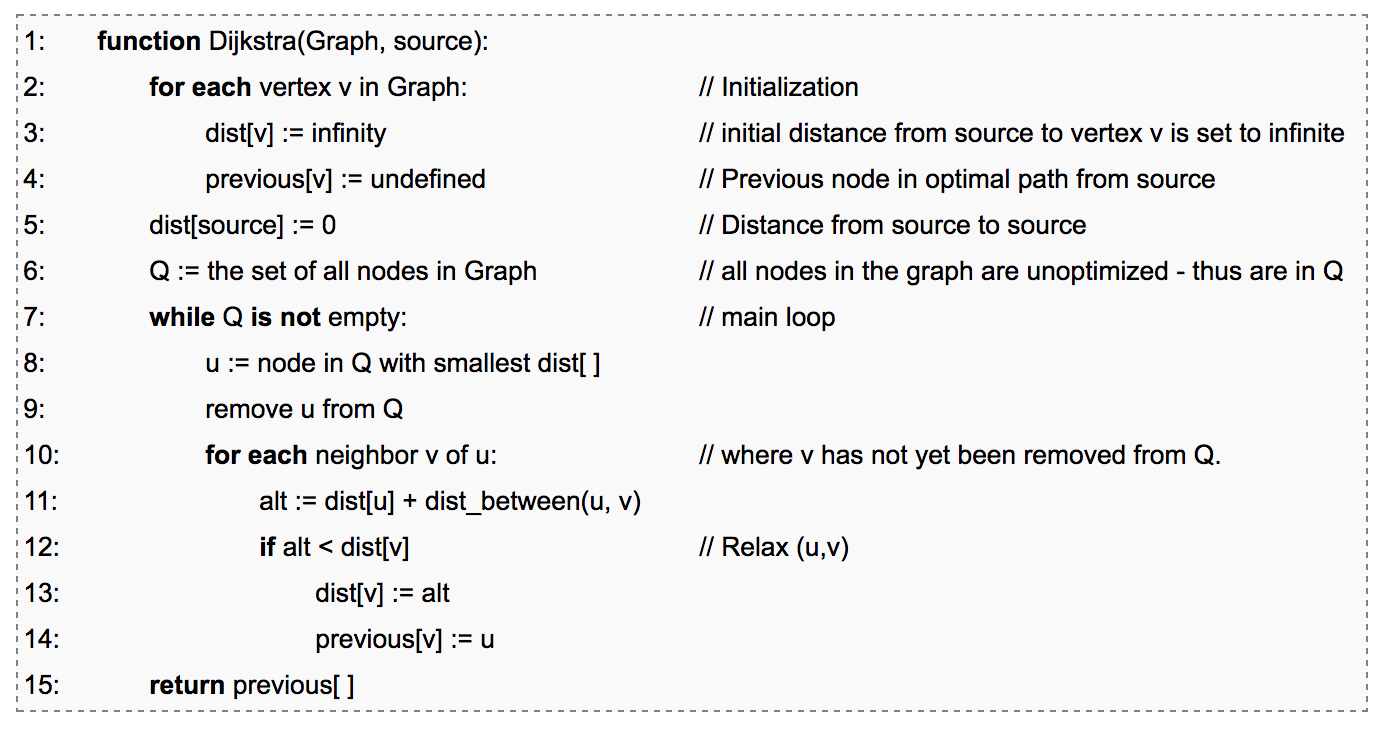 1: function Dijkstra(Graph, source):
2: for each vertex v in Graph: // Initialization
3: dist[v] := infinity // initial distance from source to vertex v is set to infinite
4: previous[v] := undefined // Previous node in optimal path from source
5: dist[source] := 0 // Distance from source to source
6: Q := the set of all nodes in Graph // all nodes in the graph are unoptimized - thus are in Q
7: while Q is not empty: // main loop
8: u := node in Q with smallest dist[ ]
9: remove u from Q
10: for each neighbor v of u: // where v has not yet been removed from Q.
11: alt := dist[u] + dist_between(u, v)
12: if alt < dist[v] // Relax (u,v)
13: dist[v] := alt
14: previous[v] := u
15: return previous[ ]